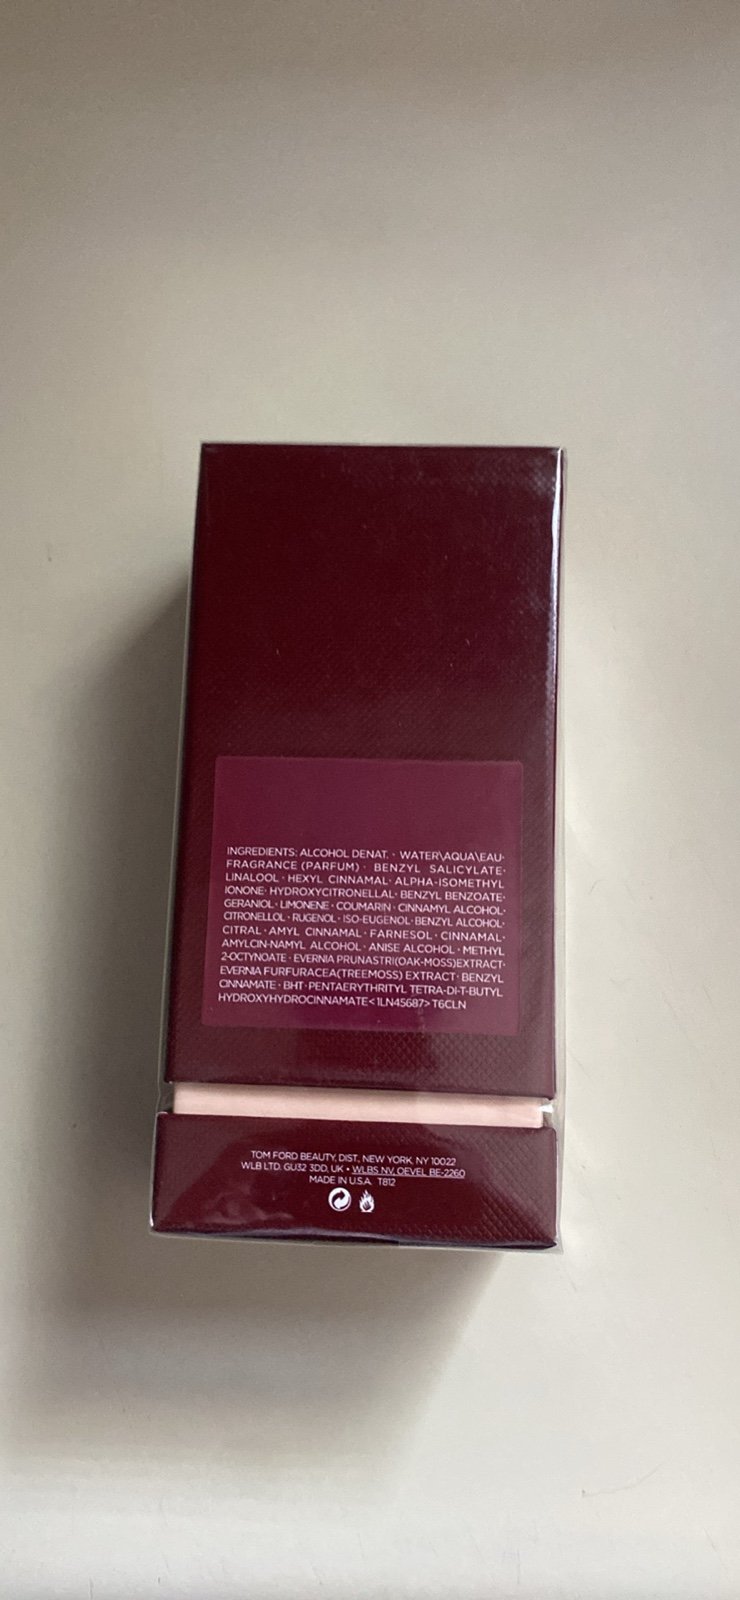 INGREDIENTS: ALCOHOL DENAT. · WATER\AQUA\EAU·
FRAGRANCE (PARFUM) · BENZYL SALICYLATE·
LINALOOL · HEXYL CINNAMAL · ALPHA-ISOMETHYL
IONONE· HYDROXYCITRONELLAL· BENZYL BENZOATE·
GERANIOL · LIMONENE · COUMARIN · CINNAMYL ALCOHOL·
CITRONELLOL · RUGENOL · ISO-EUGENOL· BENZYL ALCOHOL·
CITRAL · AMYL CINNAMAL · FARNESOL · CINNAMAL·
AMYLCIN-NAMYL ALCOHOL · ANISE ALCOHOL · METHYL
2-OCTYNOATE · EVERNIA PRUNASTRI(OAK-MOSS)EXTRACT·
EVERNIA FURFURACEA(TREEMOSS) EXTRACT · BENZYL
CINNAMATE · BHT · PENTAERYTHRITYL TETRA-DI-T-BUTYL
HYDROXYHYDROCINNAMATE<1LN45687> T6CLN
TOM FORD BEAUTY, DIST., NEW YORK, NY 10022
WLB LTD. GU32 3DD, UK • WLBS NV, OEVEL BE-2260
MADE IN U.S.A. T812